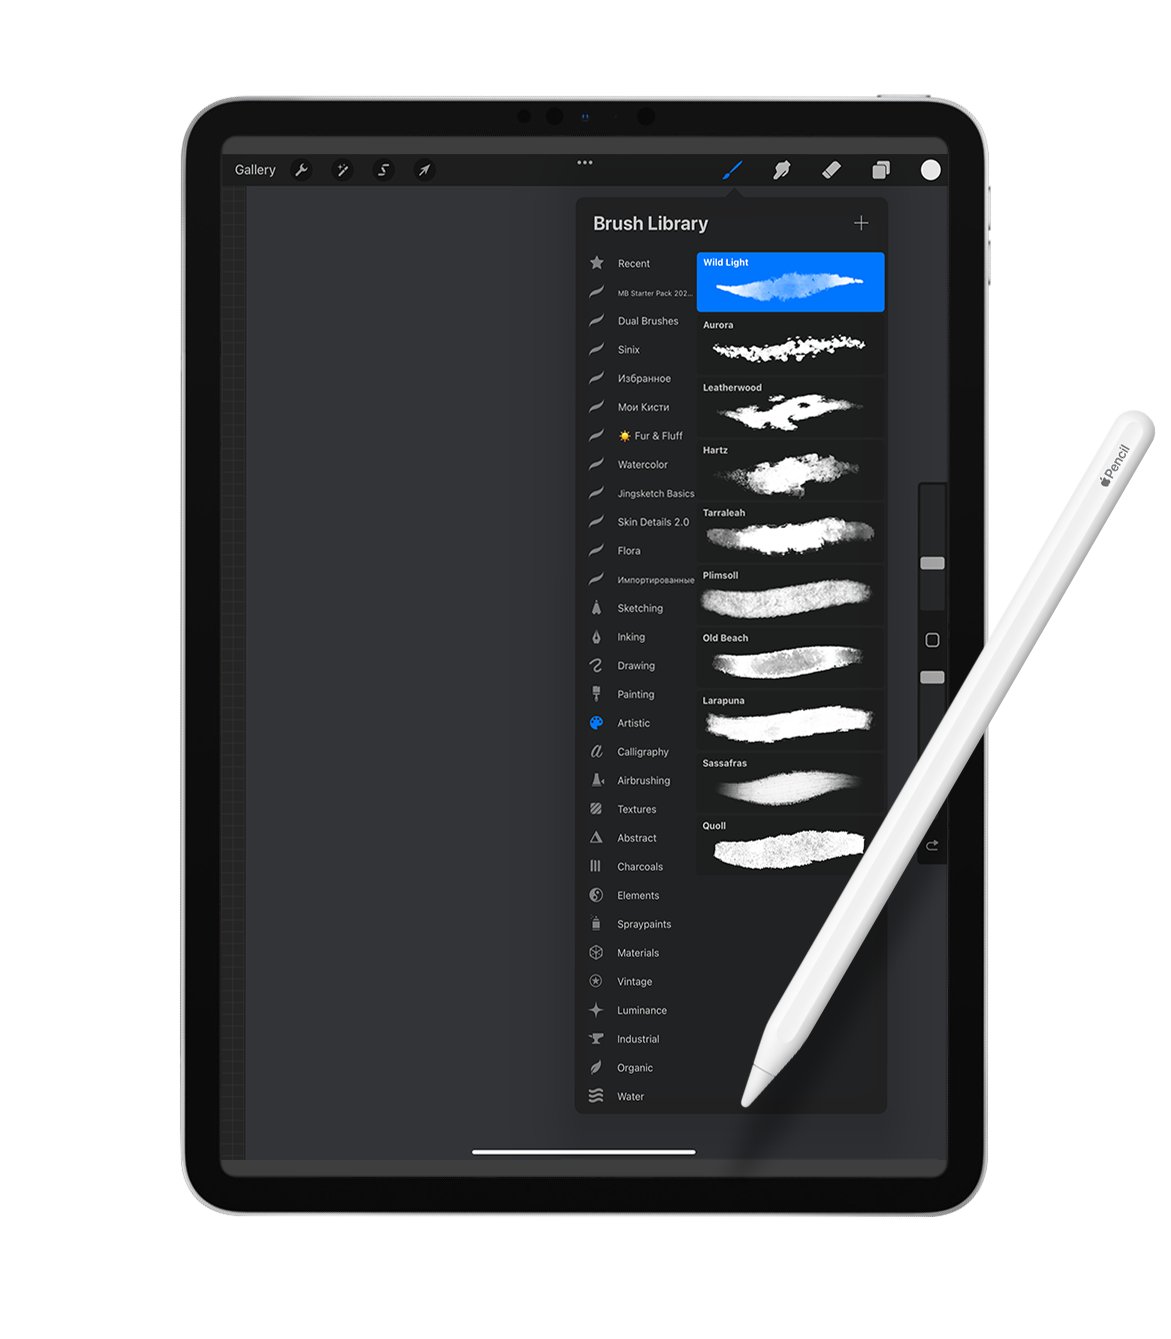 Gallery
Brush Library
Recent
MB Starter Pack 202...
Dual Brushes
Sinix
Избранное
Мои Кисти
☀️ Fur & Fluff
Watercolor
Jingsketch Basics
Skin Details 2.0
Flora
Импортированные
Sketching
Inking
Drawing
Painting
Artistic
Calligraphy
Airbrushing
Textures
Abstract
Charcoals
Elements
Spraypaints
Materials
Vintage
Luminance
Industrial
Organic
Water
Wild Light
Aurora
Leatherwood
Hartz
Tarraleah
Plimsoll
Old Beach
Larapuna
Sassafras
Quoll
Pencil